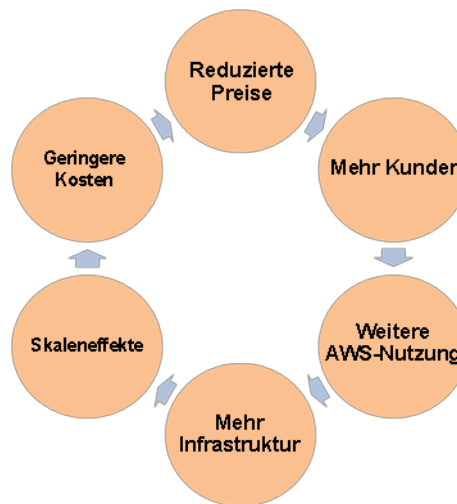 Reduzierte
Preise
Mehr Kunden
Weitere
AWS-Nutzung
Mehr
Infrastruktur
Skaleneffekte
Geringere
Kosten